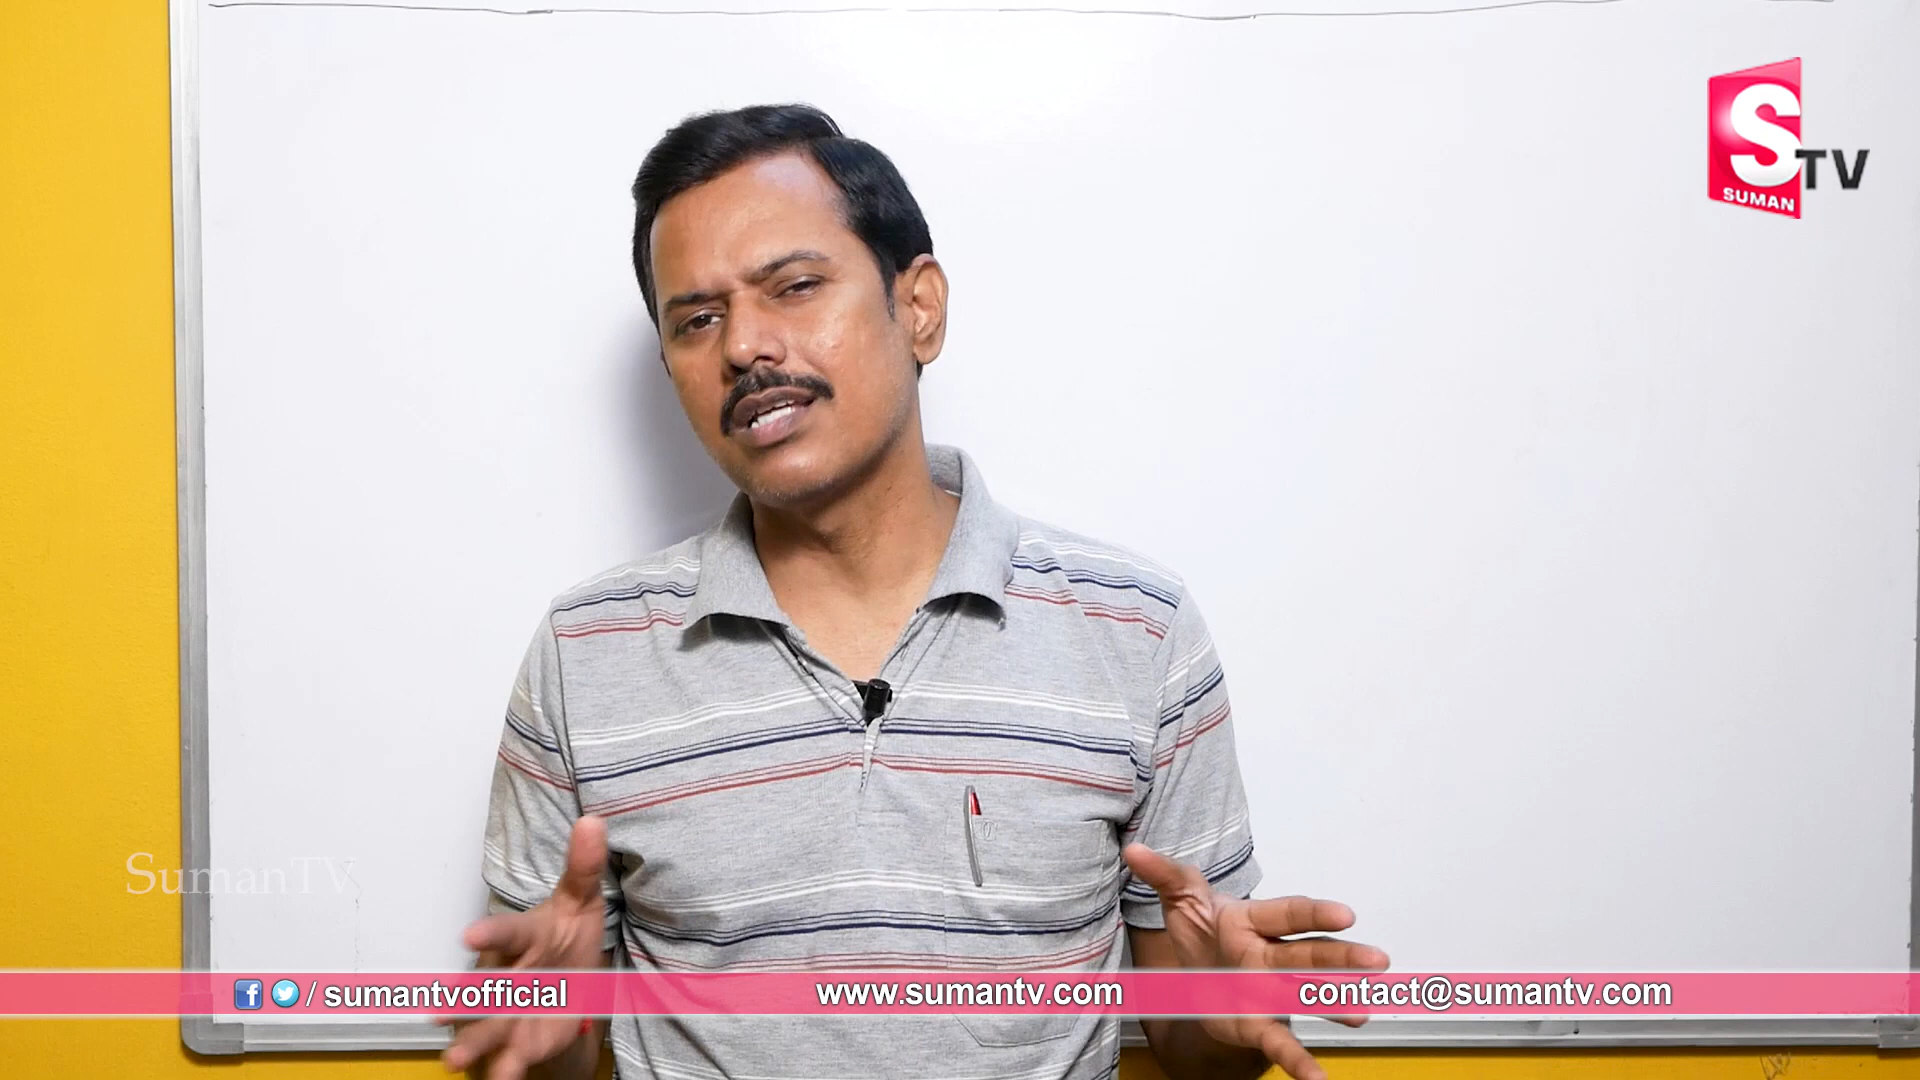 S
TV
SUMAN
SumanTV
/ sumantvofficial
www.sumantv.com
contact@sumantv.com